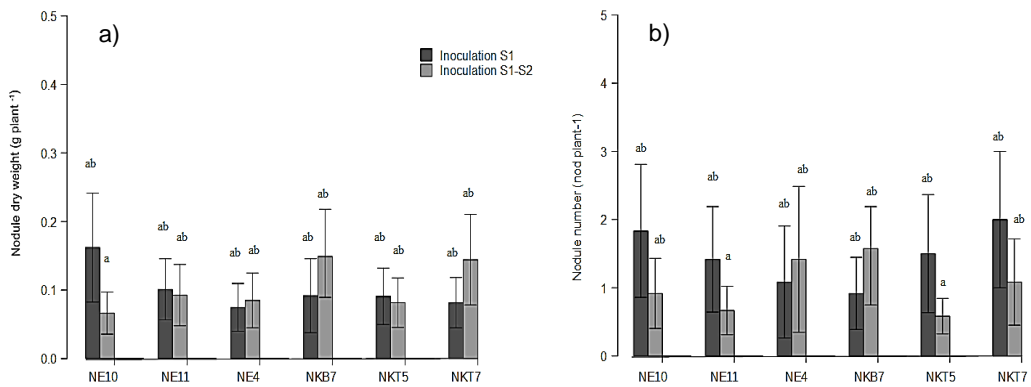 a)
Nodule dry weight (g plant -1)
0.5
0.4
0.3
0.2
0.1
0.0
Inoculation S1
Inoculation S1-S2
ab
a
ab
ab
ab
ab
ab
ab
ab
ab
ab
ab
NE10 NE11 NE4 NKB7 NKT5 NKT7
b)
Nodule number (nod plant-1)
5
4
3
2
1
0
ab
ab
ab
a
ab
ab
ab
ab
ab
a
ab
ab
NE10 NE11 NE4 NKB7 NKT5 NKT7